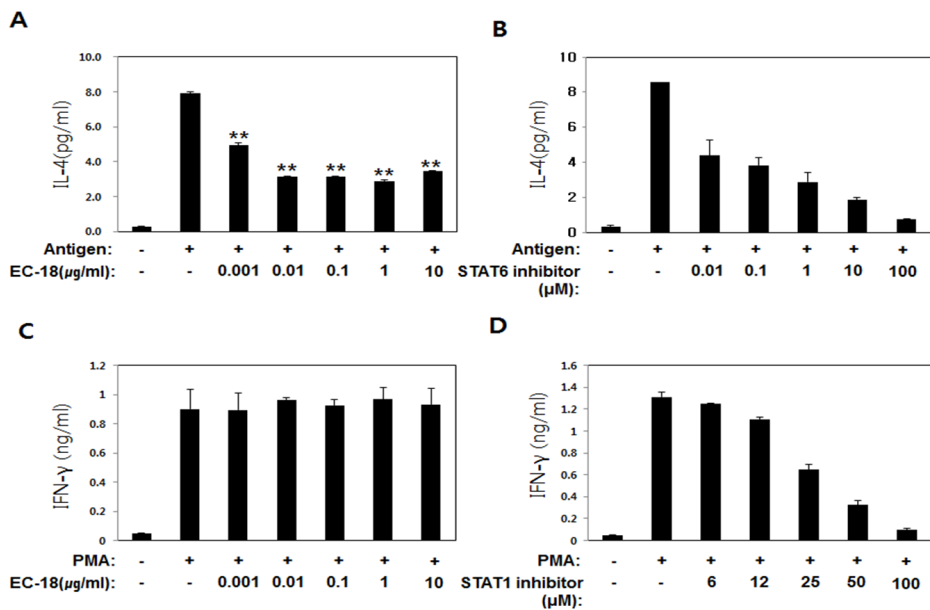 A
IL-4(pg/ml)
10.0
8.0
6.0
4.0
2.0
0.0
** ** ** ** **
Antigen: - + + + + + +
EC-18(㎍/ml): - - 0.001 0.01 0.1 1 10
B
IL-4(pg/ml)
10
8
6
4
2
0
Antigen: - + + + + + +
STAT6 inhibitor - - 0.01 0.1 1 10 100
(μM):
C
IFN-γ (ng/ml)
1.2
1
0.8
0.6
0.4
0.2
0
PMA: - + + + + + +
EC-18(㎍/ml): - - 0.001 0.01 0.1 1 10
D
IFN-γ (ng/ml)
1.6
1.4
1.2
1
0.8
0.6
0.4
0.2
0
PMA: - + + + + + +
STAT1 inhibitor - - 6 12 25 50 100
(μM):